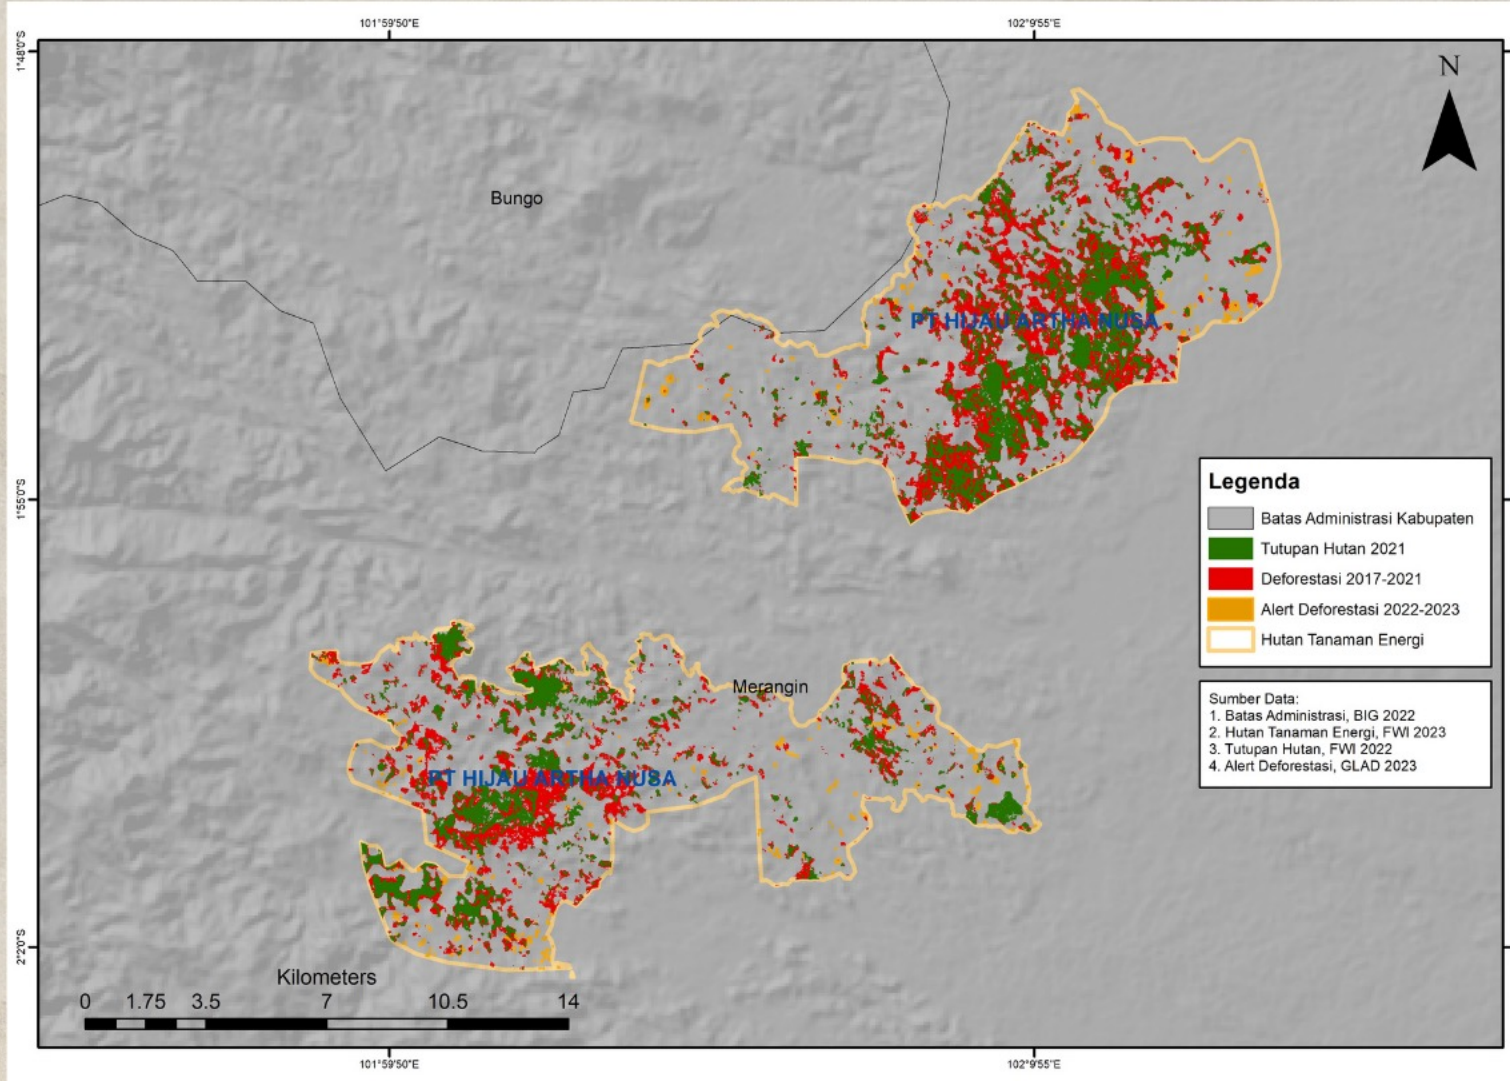 101°59'50"E
102°9'55"E
1°48'0"S
N
Bungo
PT HIJAU ARTHA NUSA
1°55'0"S
Legenda
Batas Administrasi Kabupaten
Tutupan Hutan 2021
Deforestasi 2017-2021
Alert Deforestasi 2022-2023
Hutan Tanaman Energi
Sumber Data:
1. Batas Administrasi, BIG 2022
2. Hutan Tanaman Energi, FWI 2023
3. Tutupan Hutan, FWI 2022
4. Alert Deforestasi, GLAD 2023
Merangin
PT HIJAU ARTHA NUSA
2°2'0"S
Kilometers
0 1.75 3.5 7 10.5 14
101°59'50"E
102°9'55"E